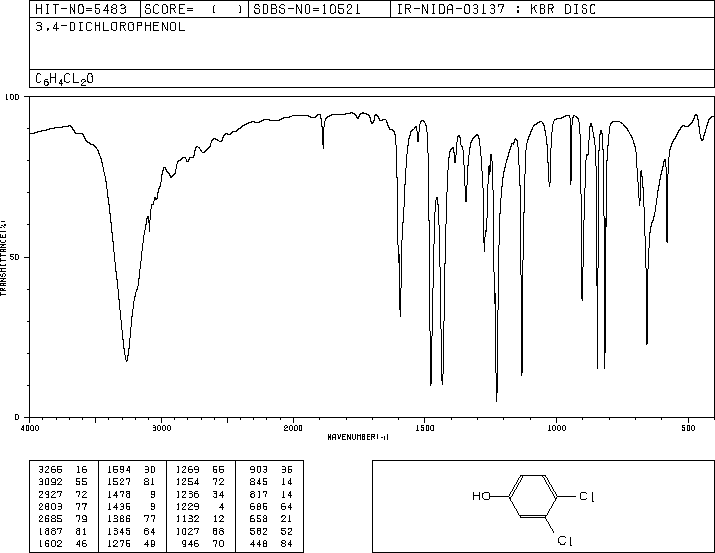 HIT-NO=5483 SCORE= ( ) SDBS-NO=10521 IR-NIDA-03137 : KBR DISC
3,4-DICHLOROPHENOL
C6H4CL2O
100
50
0
TRANSMITTANCE(%)
4000 3000 2000 1500 1000 500
WAVENUMBER(-1)
3266 16 1594 30 1269 66 903 35
3092 55 1527 81 1254 72 845 14
2927 72 1478 9 1236 34 817 14
2803 77 1436 9 1229 4 686 64
2685 79 1386 77 1132 12 658 21
1887 81 1345 64 1027 68 582 52
1602 46 1276 49 946 70 448 84
HO
Cl
Cl